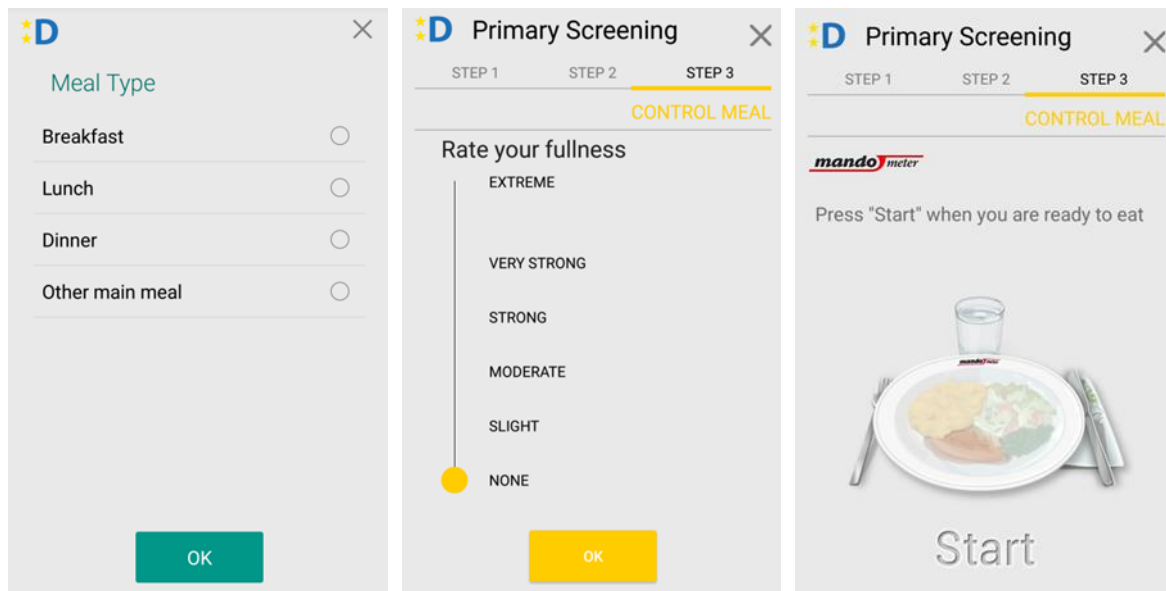 D
Meal Type
Breakfast
Lunch
Dinner
Other main meal
OK
D Primary Screening
STEP 1 STEP 2 STEP 3
CONTROL MEAL
Rate your fullness
EXTREME
VERY STRONG
STRONG
MODERATE
SLIGHT
NONE
OK
D Primary Screening
STEP 1 STEP 2 STEP 3
CONTROL MEAL
mandometer
Press "Start" when you are ready to eat
mandometer
Start